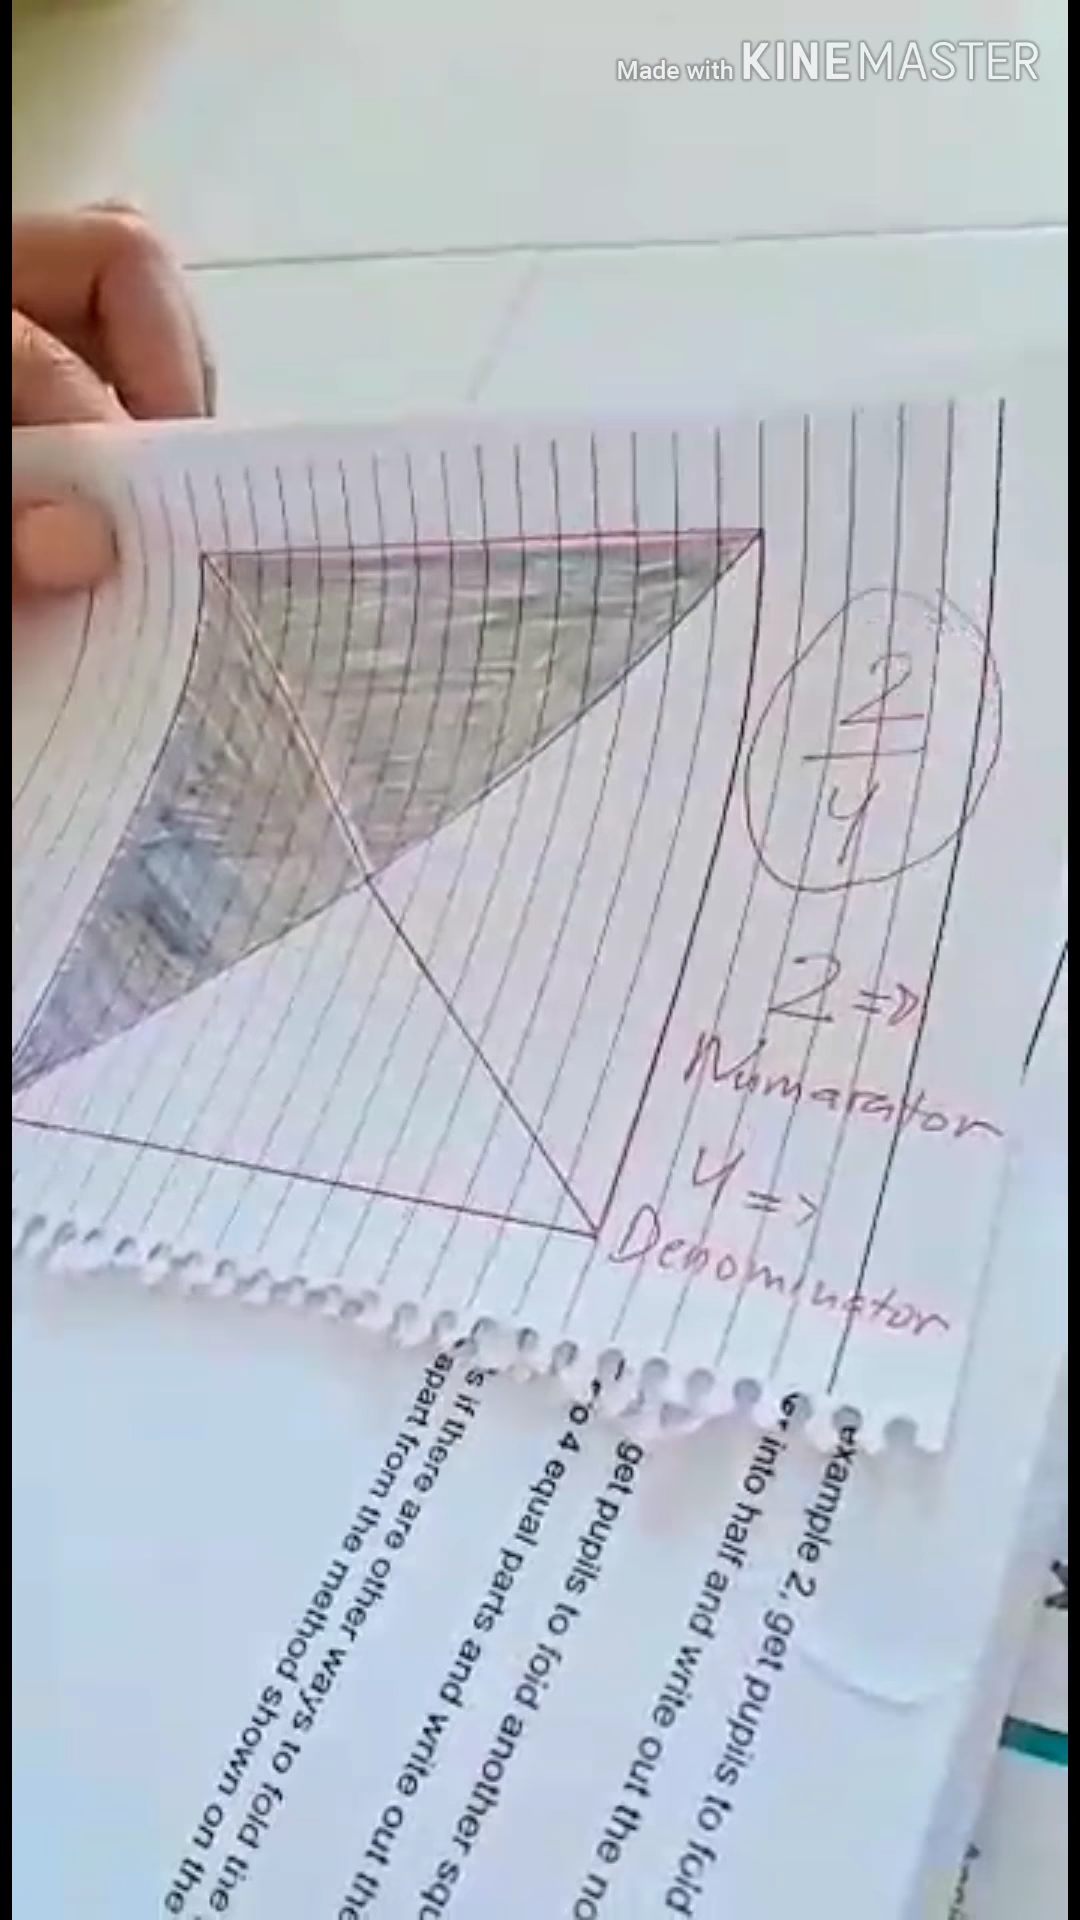 Made with KINEMASTER
2
4
2 =>
Numarator
4 =>
Denominator
example 2, get pupils to fold
into half and write out the no
get pupils to fold another squ
4 equal parts and write out the
if there are other ways to fold the
apart from the method shown on the